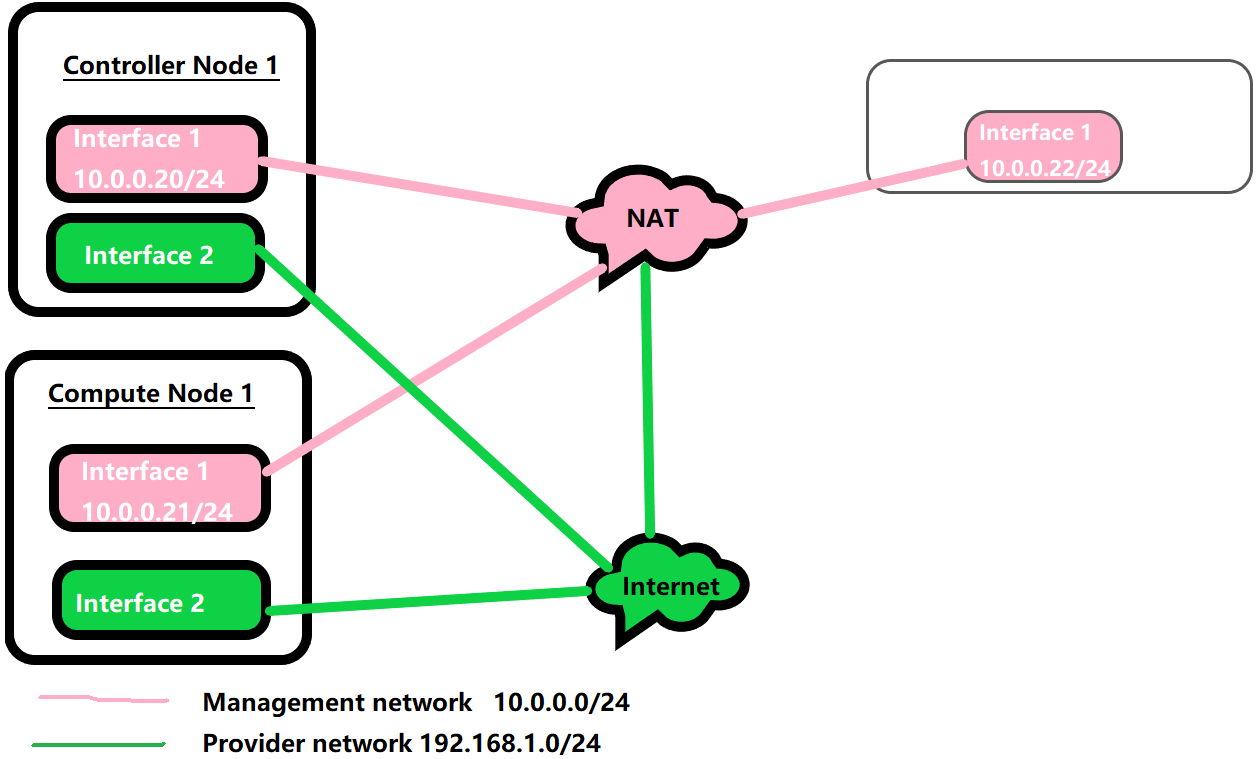 Controller Node 1
Interface 1
10.0.0.20/24
Interface 2
Compute Node 1
Interface 1
10.0.0.21/24
Interface 2
NAT
Internet
Interface 1
10.0.0.22/24
Management network 10.0.0.0/24
Provider network 192.168.1.0/24